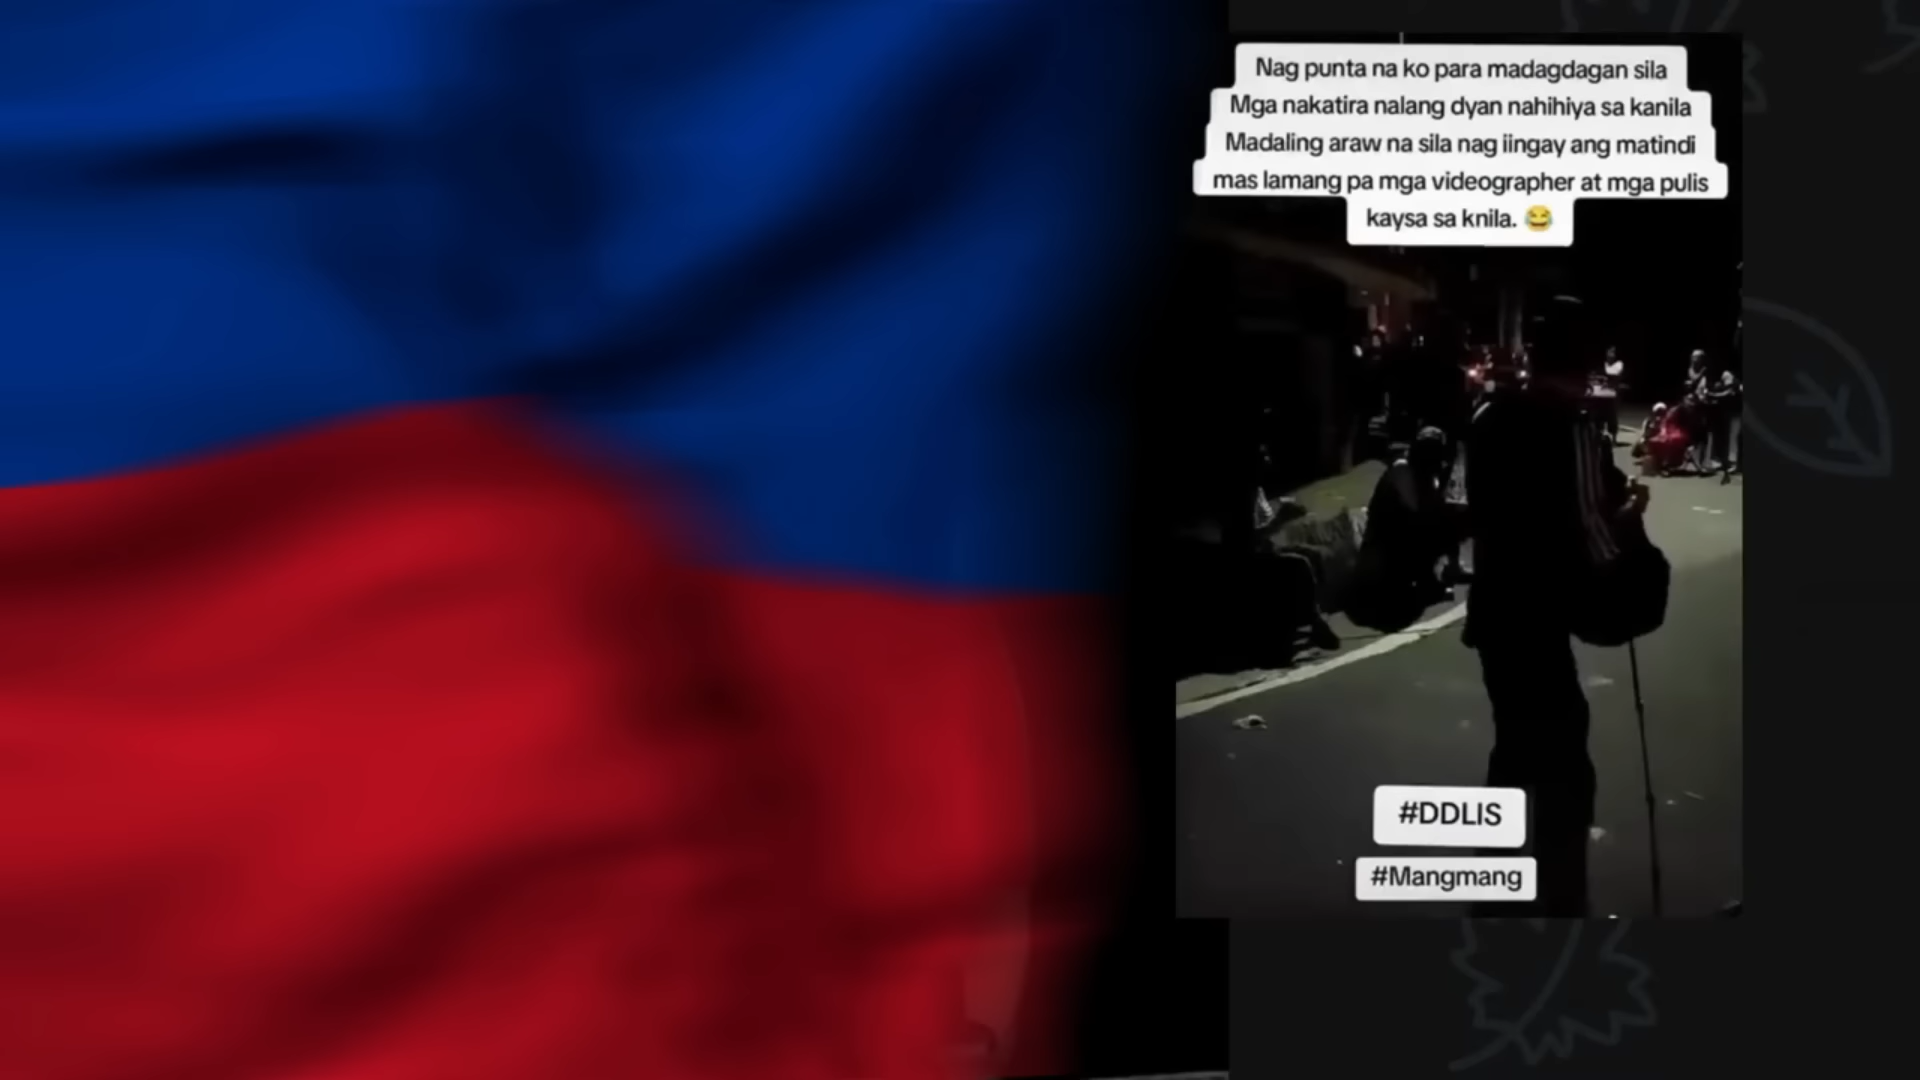 Nag punta na ko para madagdagan sila
Mga nakatira nalang dyan nahihiya sa kanila
Madaling araw na sila nag iingay ang matindi
mas lamang pa mga videographer at mga pulis
kaysa sa knila. 😂
#DDLIS
#Mangmang